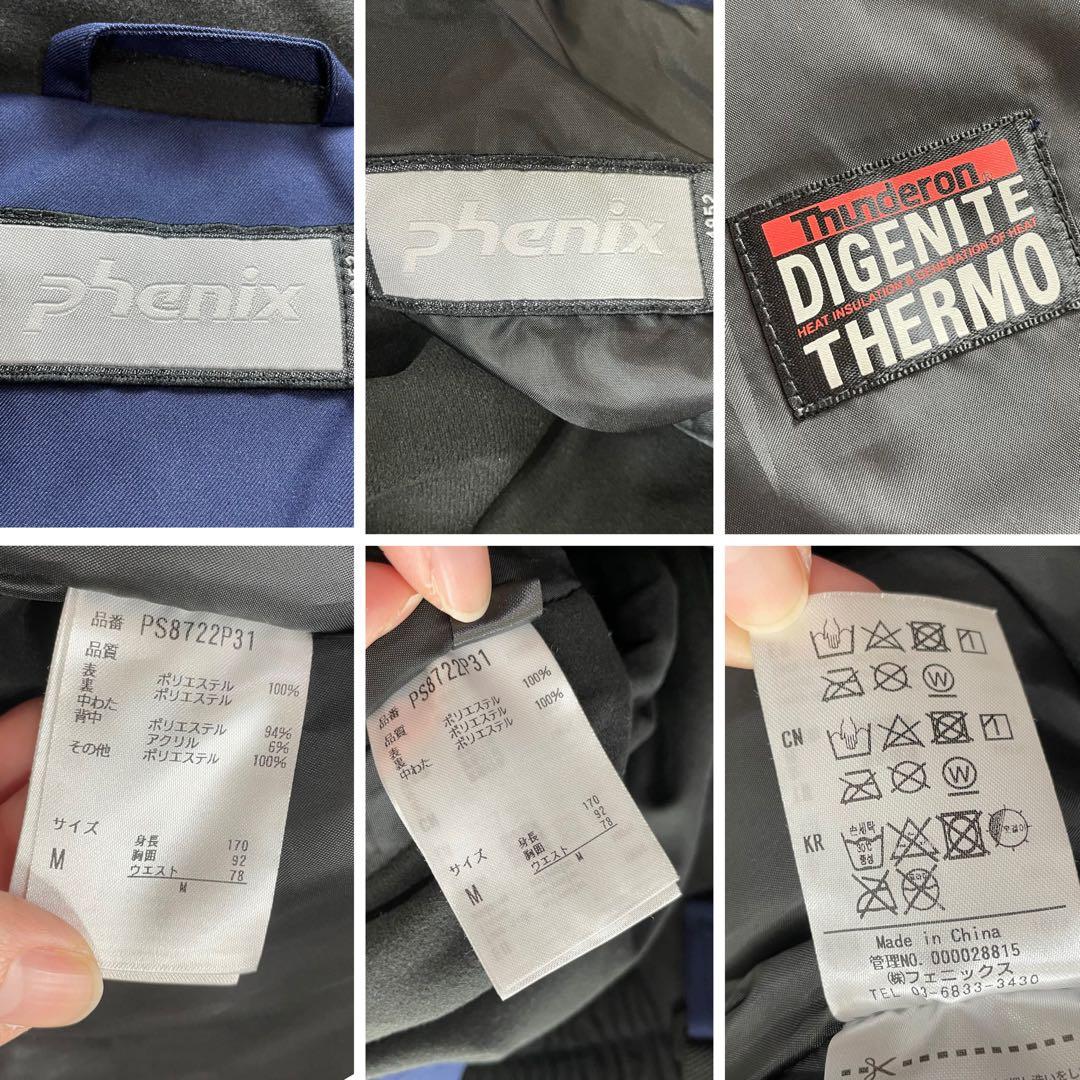 phenix
phenix
1952
Thunderon
DIGENITE
HEAT INSULATION & GENERATION OF HEAT
THERMO
品番 PS8722P31
品質
表 ポリエステル 100%
裏 ポリエステル
中わた
背中 ポリエステル 94%
アクリル 6%
その他 ポリエステル 100%
サイズ
M
身長 170
胸囲 92
ウエスト 78
M
品番 PS8722P31
品質
表 ポリエステル 100%
裏 ポリエステル
中わた ポリエステル 100%
サイズ
M
身長 170
胸囲 92
ウエスト 78
M
W
CN
W
KR 손세탁
30℃
중성
Made in China
管理NO. 000028815
㈱フェニックス
TEL 03-6833-3430